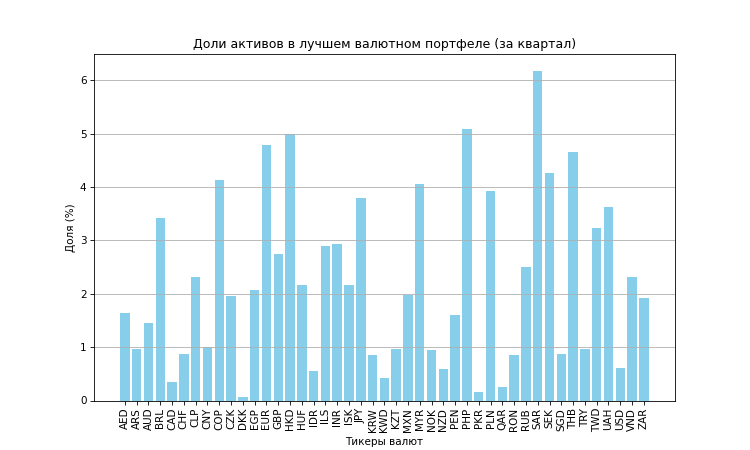 Доли активов в лучшем валютном портфеле (за квартал)
Доля (%)
6
5
4
3
2
1
0
AED ARS AUD BRL CAD CHF CLP CNY COP CZK DKK EGP EUR GBP HKD HUF IDR ILS INR ISK JPY KRW KWD KZT MXN MYR NOK NZD PEN PHP PKR PLN QAR RON RUB SAR SEK SGD THB TRY TWD UAH USD VND ZAR
Тикеры валют